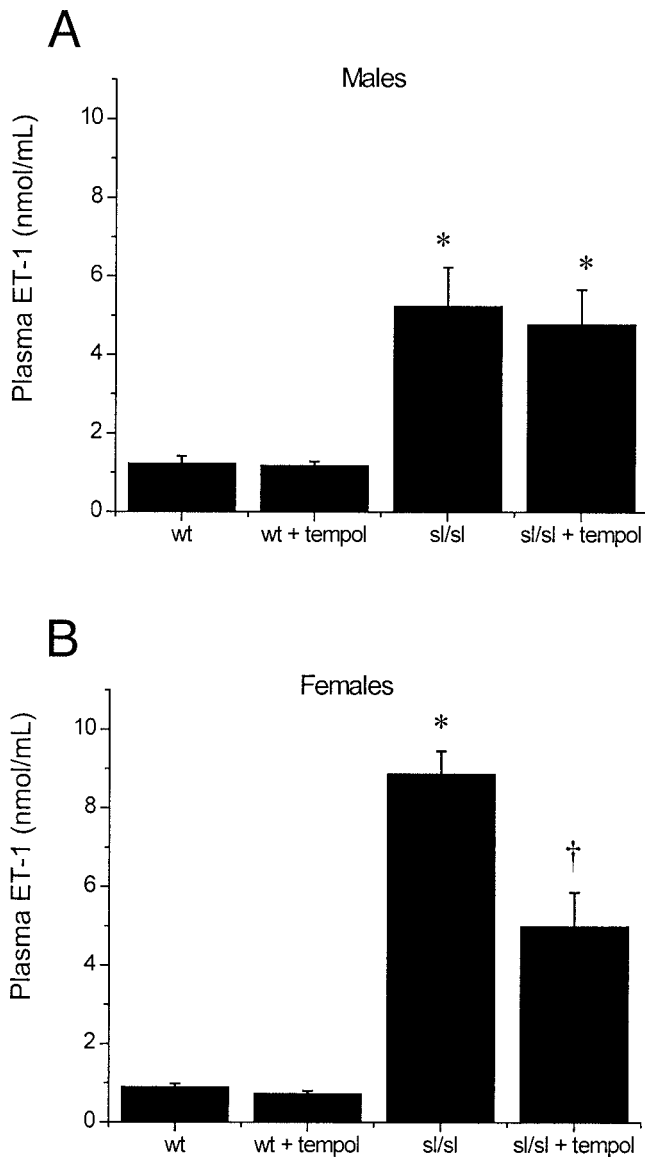 A
Males
Plasma ET-1 (nmol/mL)
10
8
6
4
2
0
*
*
wt
wt + tempol
sl/sl
sl/sl + tempol
B
Females
Plasma ET-1 (nmol/mL)
10
8
6
4
2
0
*
†
wt
wt + tempol
sl/sl
sl/sl + tempol